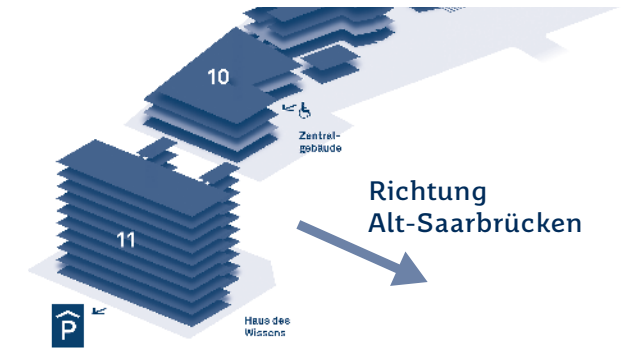 10
Zentral-
gebäude
Richtung
Alt-Saarbrücken
11
P
Haus des
Wissens